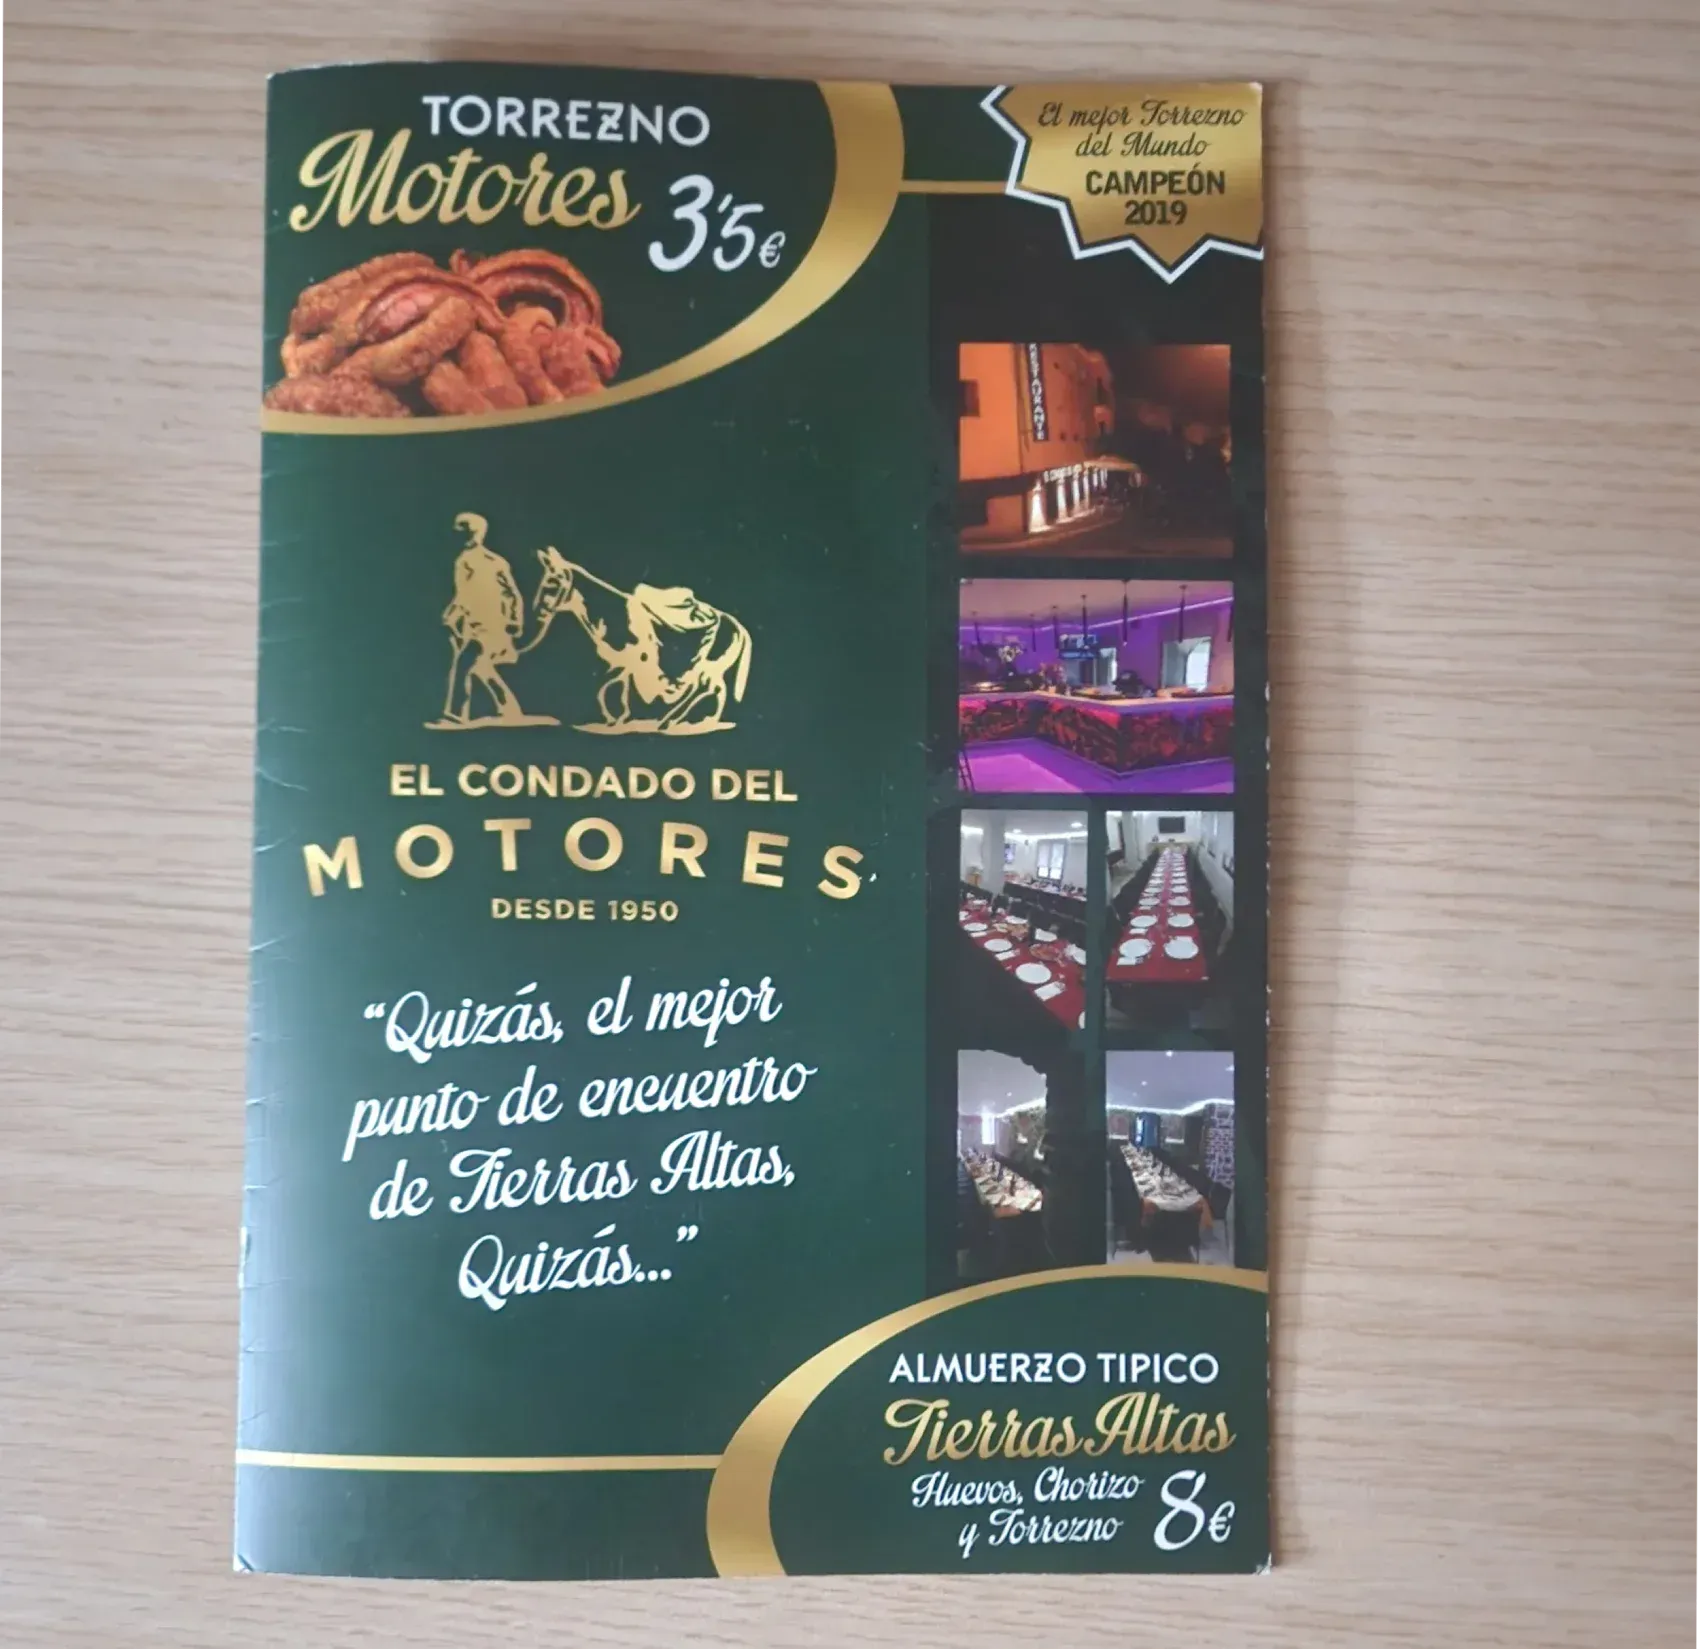 TORREZNO
Motores
3'5€
El mejor Torrezno
del Mundo
CAMPEÓN
2019
RESTAURANTE
EL CONDADO DEL
MOTORES
DESDE 1950
“Quizás, el mejor
punto de encuentro
de Tierras Altas,
Quizás...”
ALMUERZO TIPICO
Tierras Altas
Huevos, Chorizo
y Torrezno
8€